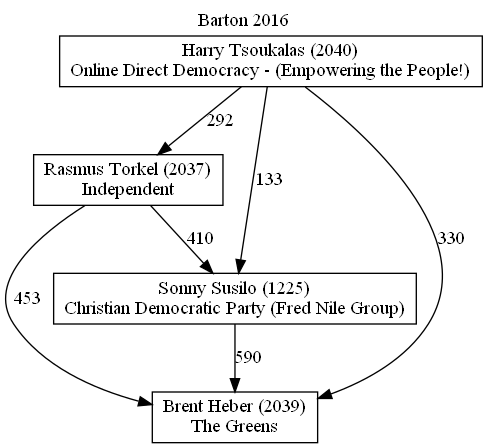 Barton 2016
Harry Tsoukalas (2040)
Online Direct Democracy - (Empowering the People!)
292
Rasmus Torkel (2037)
Independent
133
410
330
Sonny Susilo (1225)
Christian Democratic Party (Fred Nile Group)
453
590
Brent Heber (2039)
The Greens